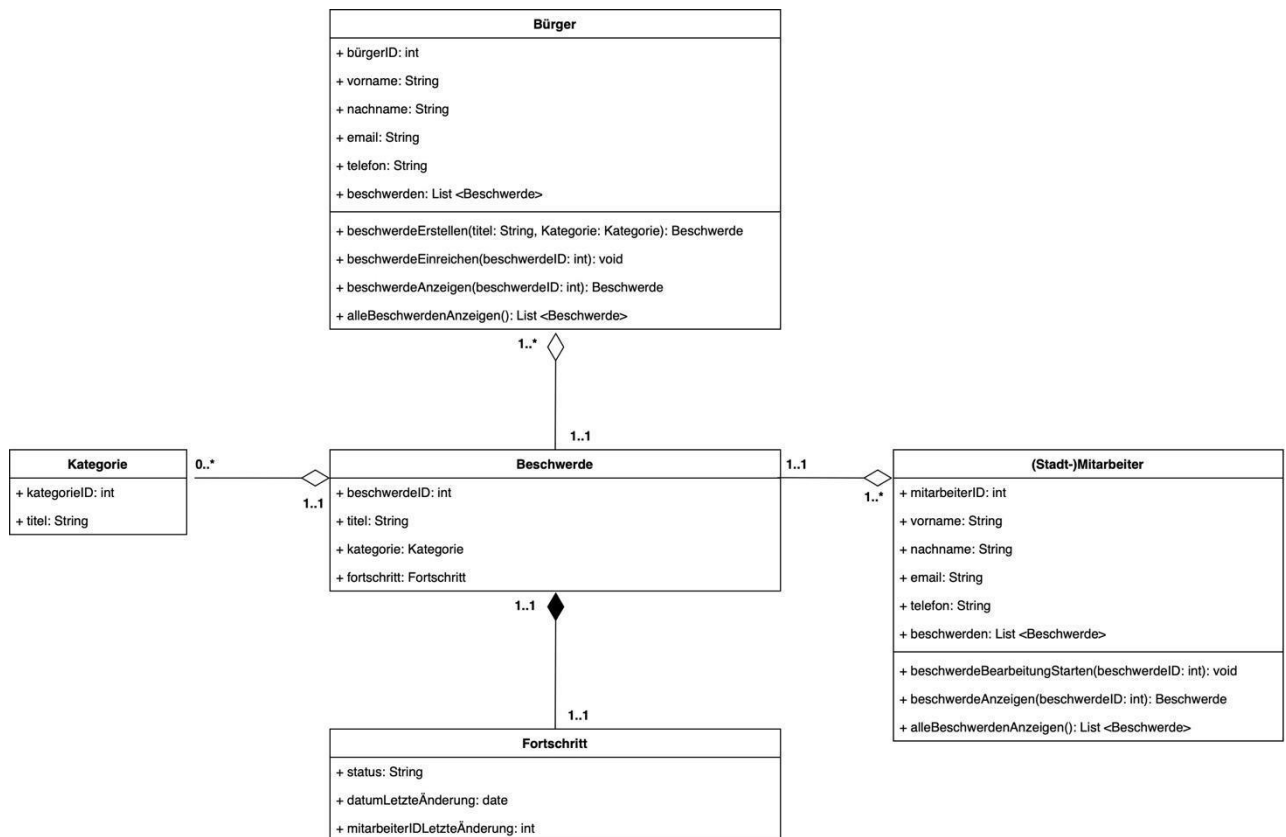 Bürger
+ bürgerID: int
+ vorname: String
+ nachname: String
+ email: String
+ telefon: String
+ beschwerden: List <Beschwerde>
+ beschwerdeErstellen(titel: String, Kategorie: Kategorie): Beschwerde
+ beschwerdeEinreichen(beschwerdeID: int): void
+ beschwerdeAnzeigen(beschwerdeID: int): Beschwerde
+ alleBeschwerdenAnzeigen(): List <Beschwerde>
1..*
1..1
Kategorie
+ kategorieID: int
+ titel: String
0..*
1..1
Beschwerde
+ beschwerdeID: int
+ titel: String
+ kategorie: Kategorie
+ fortschritt: Fortschritt
1..1
1..*
(Stadt-)Mitarbeiter
+ mitarbeiterID: int
+ vorname: String
+ nachname: String
+ email: String
+ telefon: String
+ beschwerden: List <Beschwerde>
+ beschwerdeBearbeitungStarten(beschwerdeID: int): void
+ beschwerdeAnzeigen(beschwerdeID: int): Beschwerde
+ alleBeschwerdenAnzeigen(): List <Beschwerde>
1..1
1..1
Fortschritt
+ status: String
+ datumLetzteÄnderung: date
+ mitarbeiterIDLetzteÄnderung: int